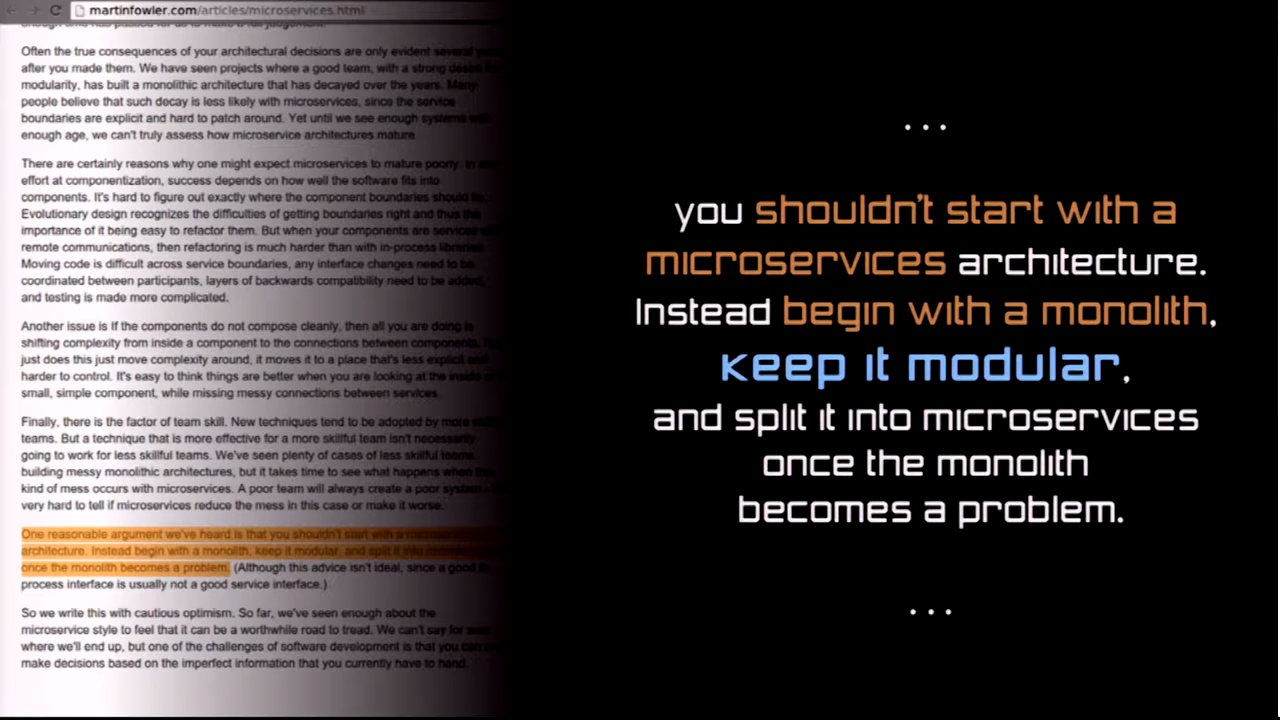 martinfowler.com/articles/microservices.html
enough time has passed for us to make a full judgement.
Often the true consequences of your architectural decisions are only evident several
after you made them. We have seen projects where a good team, with a strong desire
modularity, has built a monolithic architecture that has decayed over the years. Many
people believe that such decay is less likely with microservices, since the service
boundaries are explicit and hard to patch around. Yet until we see enough systems
enough age, we can't truly assess how microservice architectures mature.
There are certainly reasons why one might expect microservices to mature poorly. In
effort at componentization, success depends on how well the software fits into
components. It's hard to figure out exactly where the component boundaries should lie.
Evolutionary design recognizes the difficulties of getting boundaries right and thus the
importance of it being easy to refactor them. But when your components are services
remote communications, then refactoring is much harder than with in-process libraries.
Moving code is difficult across service boundaries, any interface changes need to be
coordinated between participants, layers of backwards compatibility need to be added,
and testing is made more complicated.
Another issue is If the components do not compose cleanly, then all you are doing is
shifting complexity from inside a component to the connections between components.
just does this just move complexity around, it moves it to a place that's less explicit and
harder to control. It's easy to think things are better when you are looking at the inside of
small, simple component, while missing messy connections between services.
Finally, there is the factor of team skill. New techniques tend to be adopted by more
teams. But a technique that is more effective for a more skillful team isn't necessarily
going to work for less skillful teams. We've seen plenty of cases of less skillful teams
building messy monolithic architectures, but it takes time to see what happens when this
kind of mess occurs with microservices. A poor team will always create a poor system
very hard to tell if microservices reduce the mess in this case or make it worse.
One reasonable argument we've heard is that you shouldn't start with a
architecture. Instead begin with a monolith, keep it modular, and split it into
once the monolith becomes a problem. (Although this advice isn't ideal, since a good
process interface is usually not a good service interface.)
So we write this with cautious optimism. So far, we've seen enough about the
microservice style to feel that it can be a worthwhile road to tread. We can't say for
where we'll end up, but one of the challenges of software development is that you can
make decisions based on the imperfect information that you currently have to hand.
...
you shouldn't start with a
microservices architecture.
Instead begin with a monolith,
keep it modular,
and split it into microservices
once the monolith
becomes a problem.
...